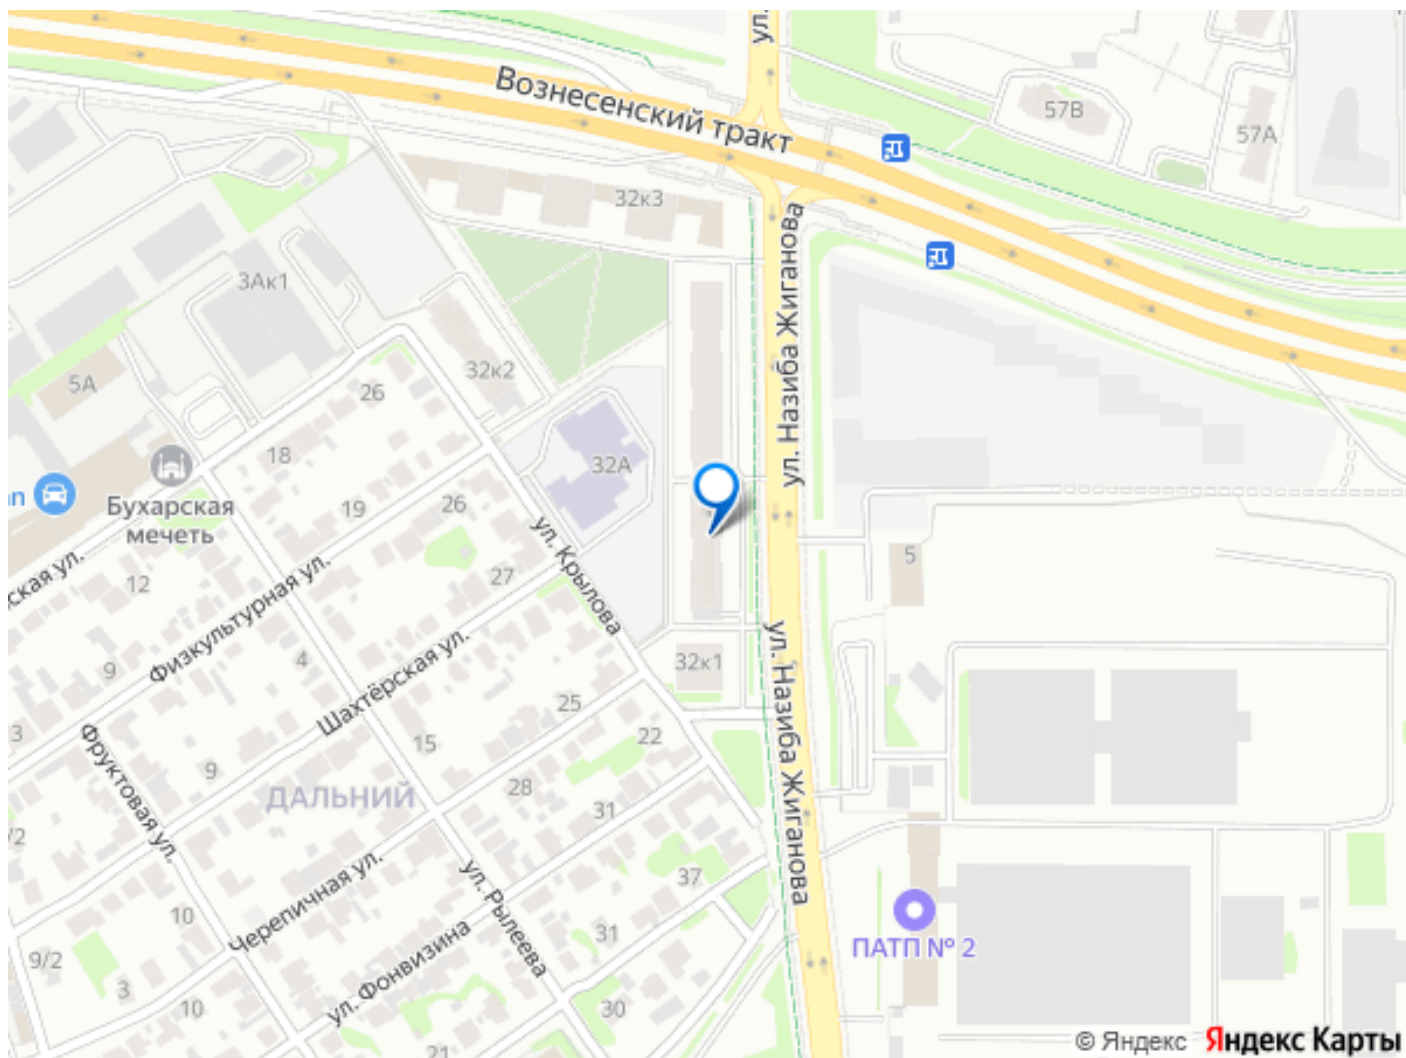 ул.
Вознесенский тракт
57В
57А
32к3
ул. Назиба Жиганова
3Ак1
5А
26
32к2
18
32А
Бухарская
мечеть
19
26
ул. Крылова
5
ская ул.
12
27
Физкультурная ул.
9
4
Шахтёрская ул.
32к1
ул. Назиба Жиганова
25
3
Фруктовая ул.
15
22
9
28
ДАЛЬНИЙ
31
/2
37
Черепичная ул.
ул. Рылеева
10
31
ПАТП № 2
9/2
3
ул. Фонвизина
10
30
21
© Яндекс Яндекс Карты